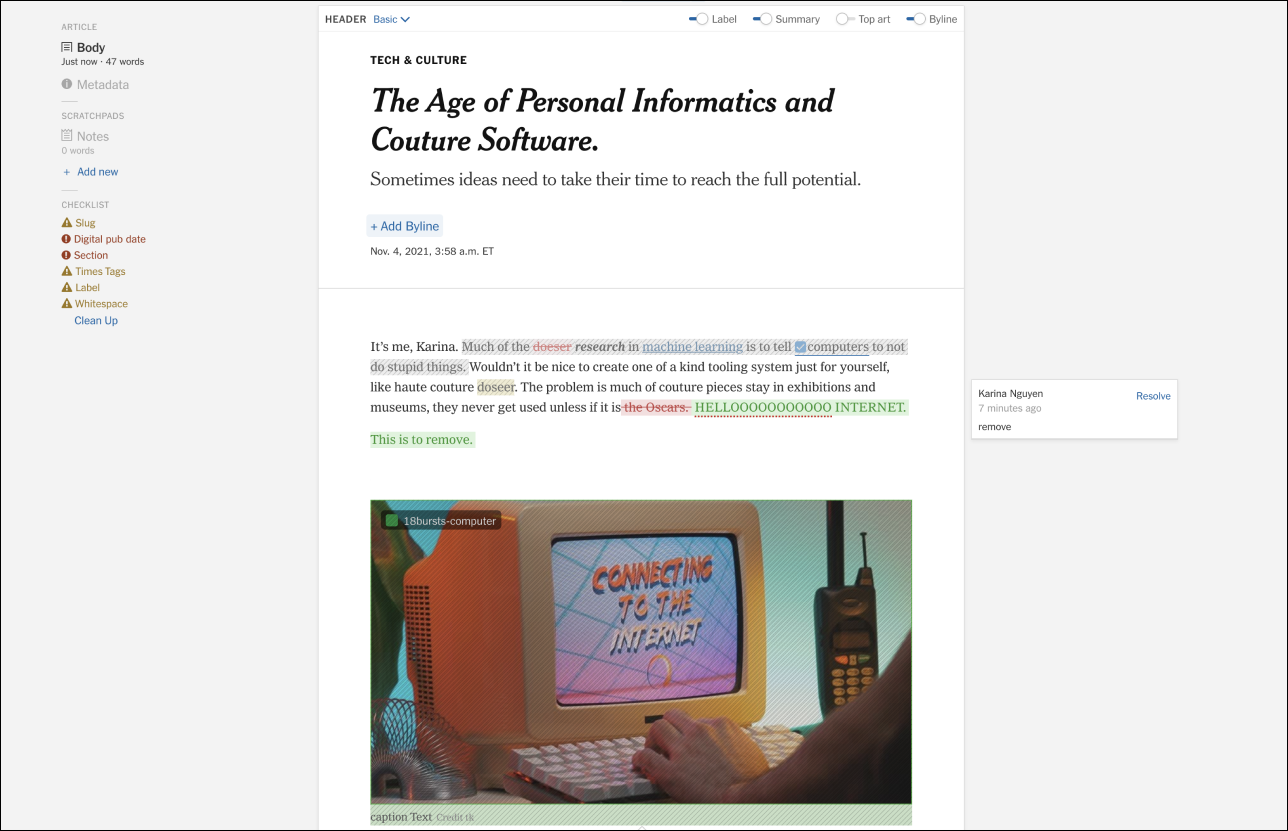 ARTICLE
Body
Just now · 47 words
Metadata
SCRATCHPADS
Notes
0 words
+ Add new
CHECKLIST
Slug
Digital pub date
Section
Times Tags
Label
Whitespace
Clean Up
HEADER Basic
Label Summary Top art Byline
TECH & CULTURE
The Age of Personal Informatics and
Couture Software.
Sometimes ideas need to take their time to reach the full potential.
+ Add Byline
Nov. 4, 2021, 3:58 a.m. ET
It’s me, Karina. Much of the doeser research in machine learning is to tell computers to not
do stupid things. Wouldn’t it be nice to create one of a kind tooling system just for yourself,
like haute couture doseer. The problem is much of couture pieces stay in exhibitions and
museums, they never get used unless if it is the Oscars. HELLOOOOOOOOOOO INTERNET.
This is to remove.
18bursts-computer
CONNECTING
TO THE
INTERNET
caption Text Credit tk
Karina Nguyen
Resolve
7 minutes ago
remove